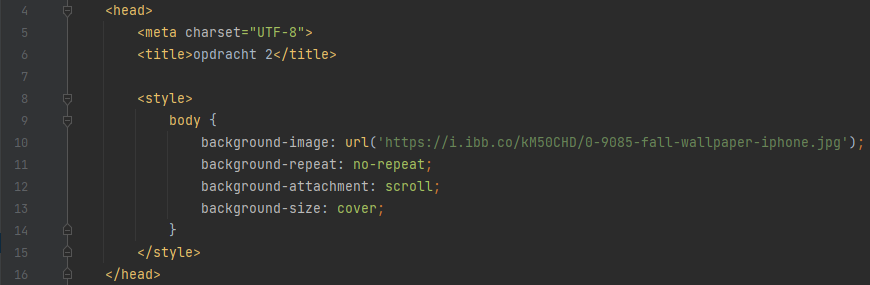 4 <head>
5 <meta charset="UTF-8">
6 <title>opdracht 2</title>
7
8 <style>
9 body {
10 background-image: url('https://i.ibb.co/kM50CHD/0-9085-fall-wallpaper-iphone.jpg');
11 background-repeat: no-repeat;
12 background-attachment: scroll;
13 background-size: cover;
14 }
15 </style>
16 </head>